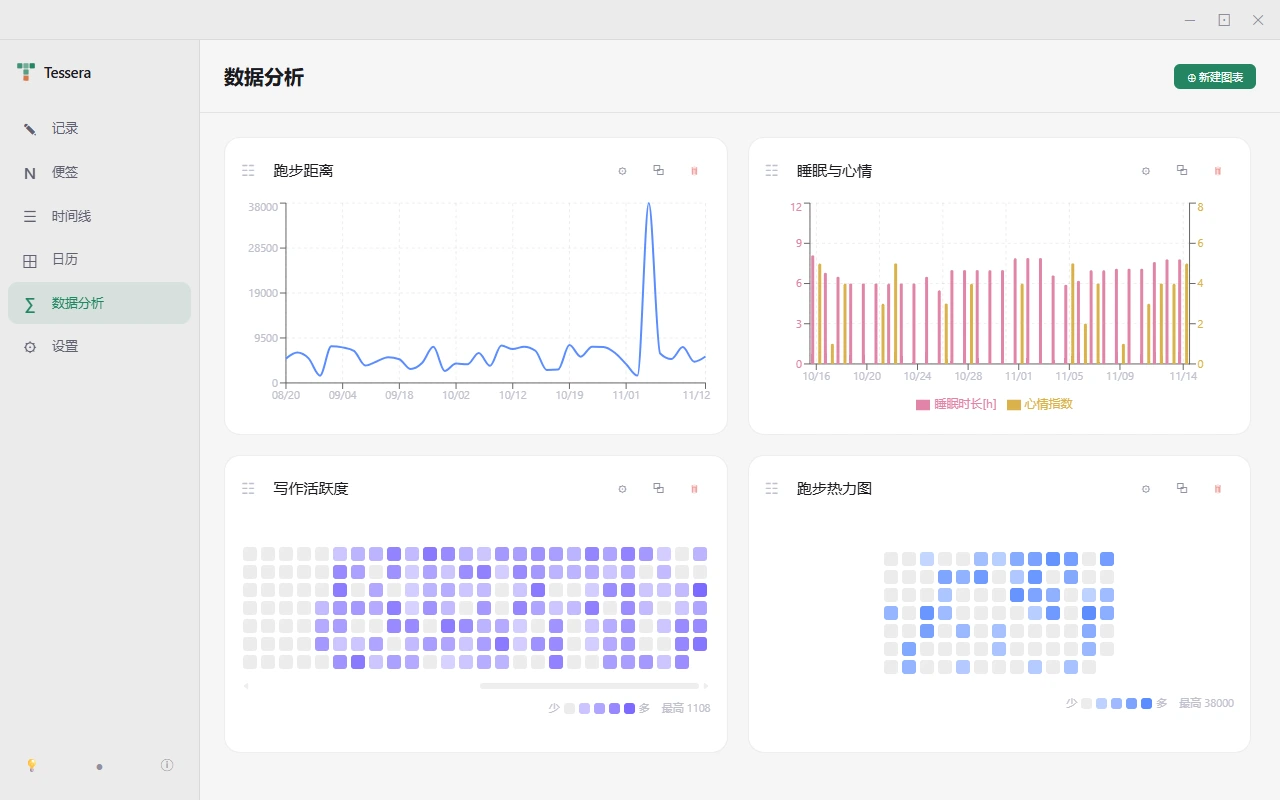 Tessera
记录
N 便签
时间线
日历
∑ 数据分析
设置
数据分析
⊕ 新建图表
跑步距离
38000
28500
19000
9500
0
08/20 09/04 09/18 10/02 10/12 10/19 11/01 11/12
睡眠与心情
12 8
9 6
6 4
3 2
0 0
10/16 10/20 10/24 10/28 11/01 11/05 11/09 11/14
睡眠时长[h] 心情指数
写作活跃度
少 多 最高 1108
跑步热力图
少 多 最高 38000